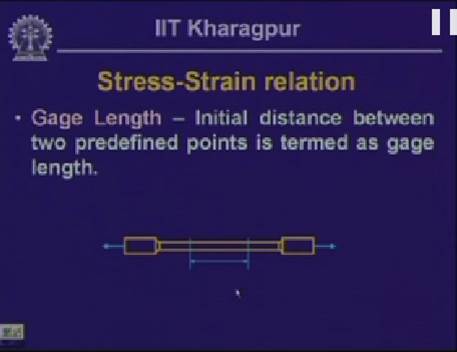 IIT Kharagpur
Stress-Strain relation
• Gage Length – Initial distance between
two predefined points is termed as gage
length.